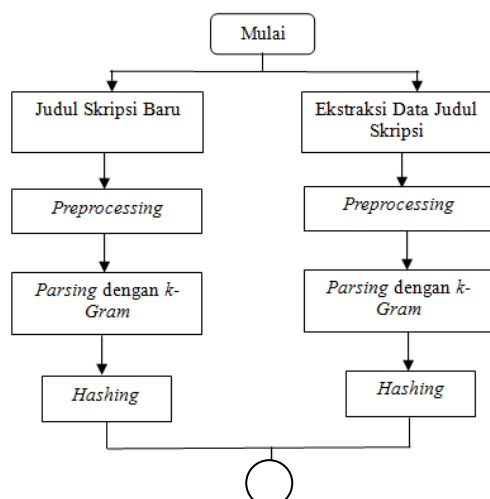 Mulai
Judul Skripsi Baru
Preprocessing
Parsing dengan k-
Gram
Hashing
Ekstraksi Data Judul
Skripsi
Preprocessing
Parsing dengan k-
Gram
Hashing